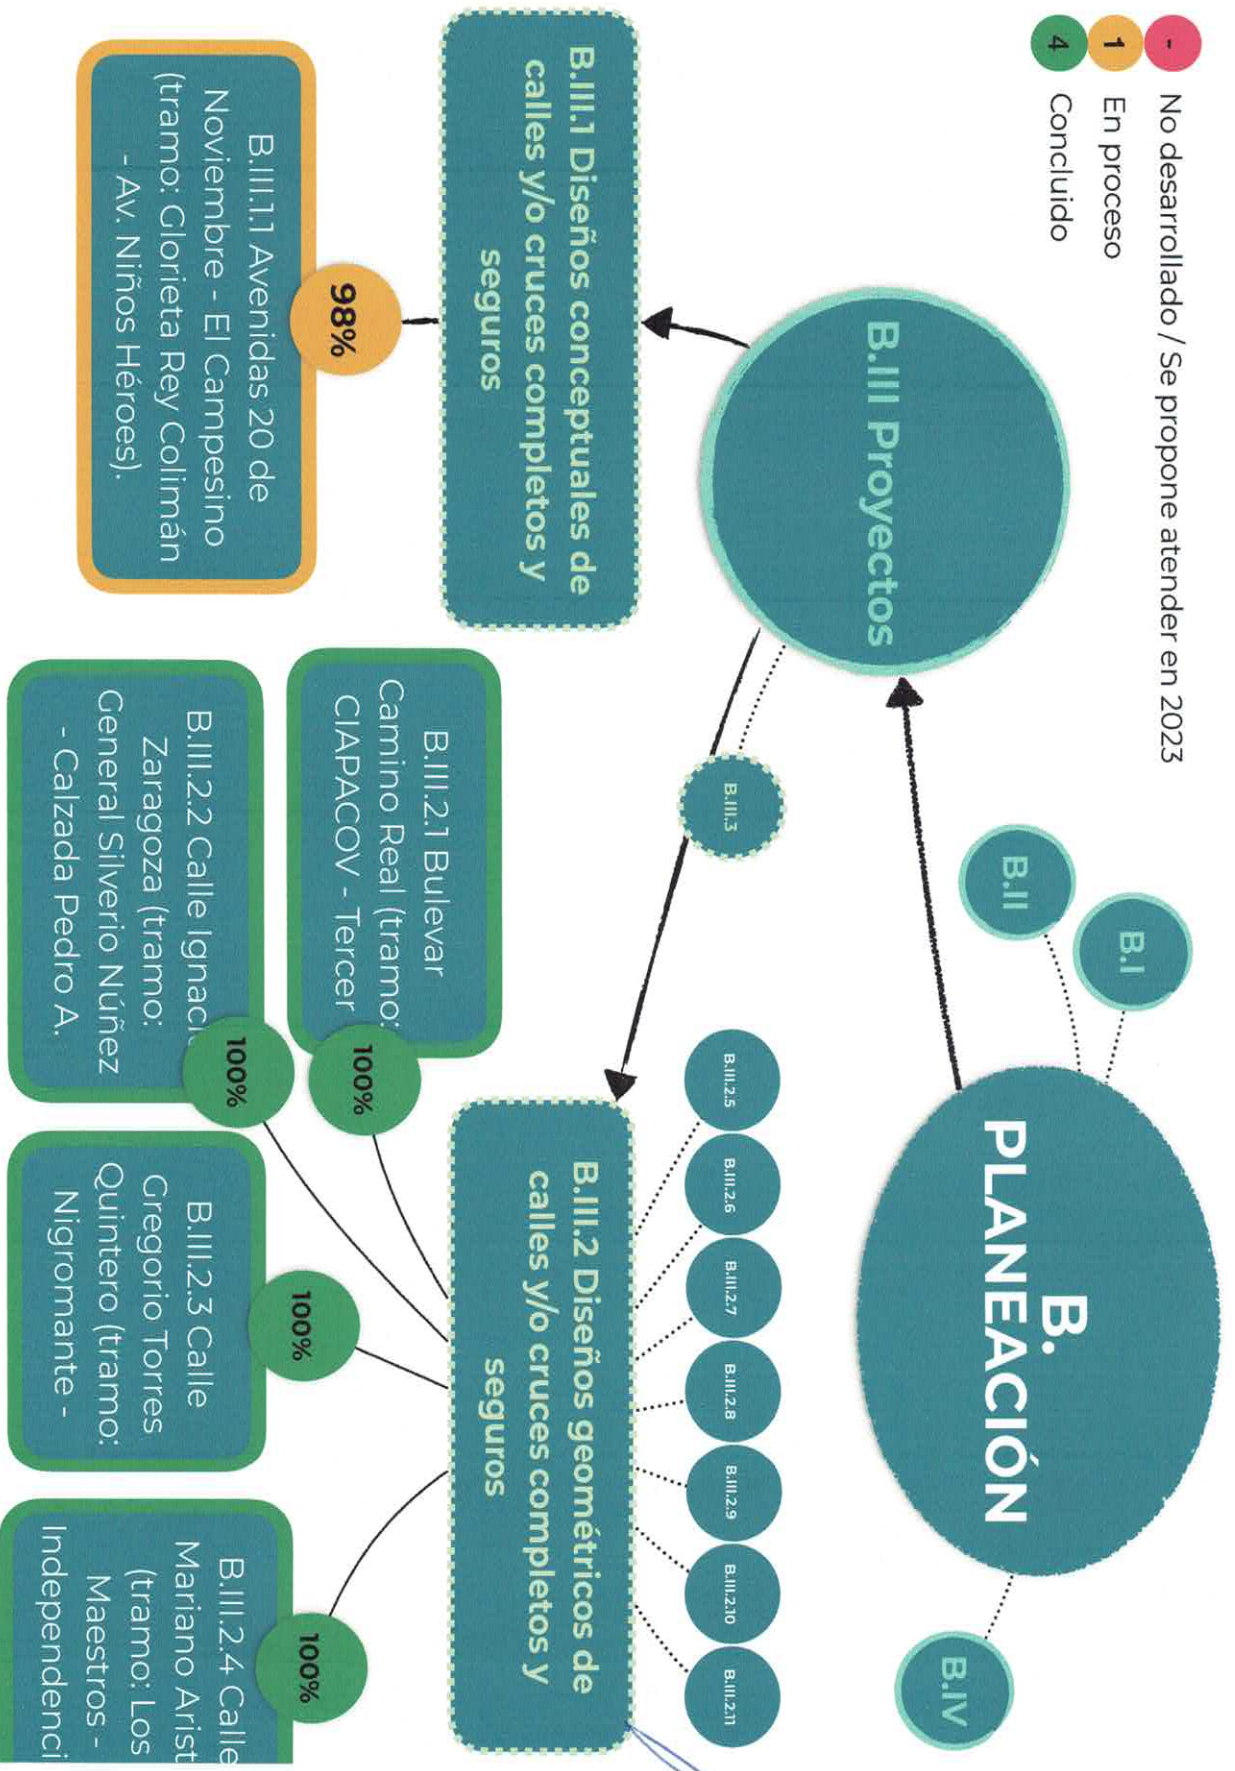 -
No desarrollado / Se propone atender en 2023
1
En proceso
4
Concluido
B.I
B.II
B.
PLANEACIÓN
B.IV
B.III Proyectos
B.III.3
B.III.2.5
B.III.2.6
B.III.2.7
B.III.2.8
B.III.2.9
B.III.2.10
B.III.2.11
B.III.1 Diseños conceptuales de
calles y/o cruces completos y
seguros
98%
B.III.1.1 Avenidas 20 de
Noviembre - El Campesino
(tramo: Glorieta Rey Colimán
- Av. Niños Héroes).
B.III.2 Diseños geométricos de
calles y/o cruces completos y
seguros
100%
B.III.2.1 Bulevar
Camino Real (tramo:
CIAPACOV - Tercer
100%
B.III.2.2 Calle Ignaci
Zaragoza (tramo:
General Silverio Núñez
- Calzada Pedro A.
100%
B.III.2.3 Calle
Gregorio Torres
Quintero (tramo:
Nigromante -
100%
B.III.2.4 Calle
Mariano Arist
(tramo: Los
Maestros -
Independenci